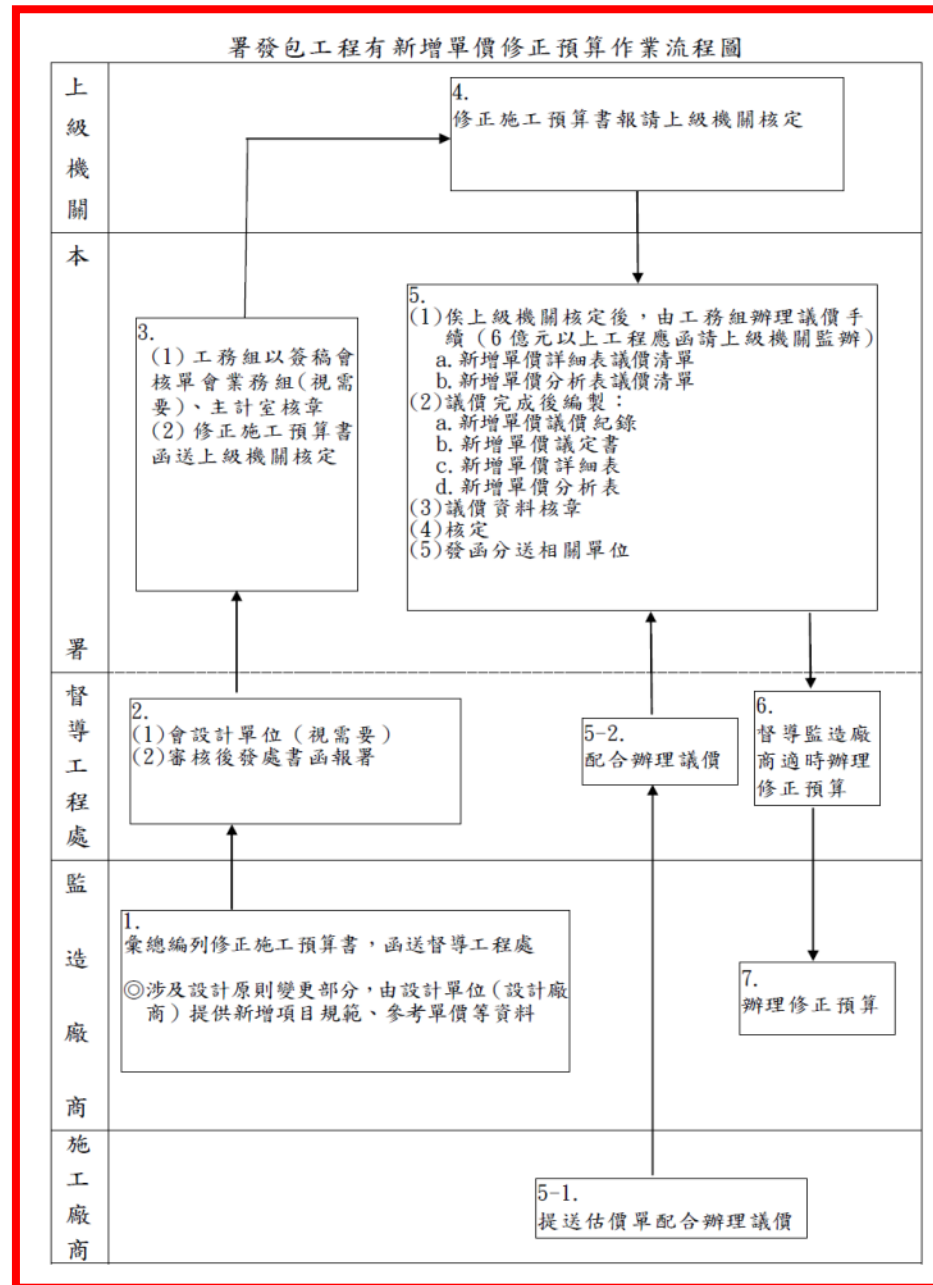 署發包工程有新增單價修正預算作業流程圖
上級機關
4.
修正施工預算書報請上級機關核定
本署
3.
(1)工務組以簽稿會
核單會業務組(視需
要)、主計室核章
(2)修正施工預算書
函送上級機關核定
5.
(1)俟上級機關核定後，由工務組辦理議價手
續（6億元以上工程應函請上級機關監辦）
a.新增單價詳細表議價清單
b.新增單價分析表議價清單
(2)議價完成後編製：
a.新增單價議價紀錄
b.新增單價議定書
c.新增單價詳細表
d.新增單價分析表
(3)議價資料核章
(4)核定
(5)發函分送相關單位
督導工程處
2.
(1)會設計單位（視需要）
(2)審核後發處書函報署
5-2.
配合辦理議價
6.
督導監造廠
商適時辦理
修正預算
監造廠商
1.
彙總編列修正施工預算書，函送督導工程處
◎涉及設計原則變更部分，由設計單位（設計廠
商）提供新增項目規範、參考單價等資料
7.
辦理修正預算
施工廠商
5-1.
提送估價單配合辦理議價